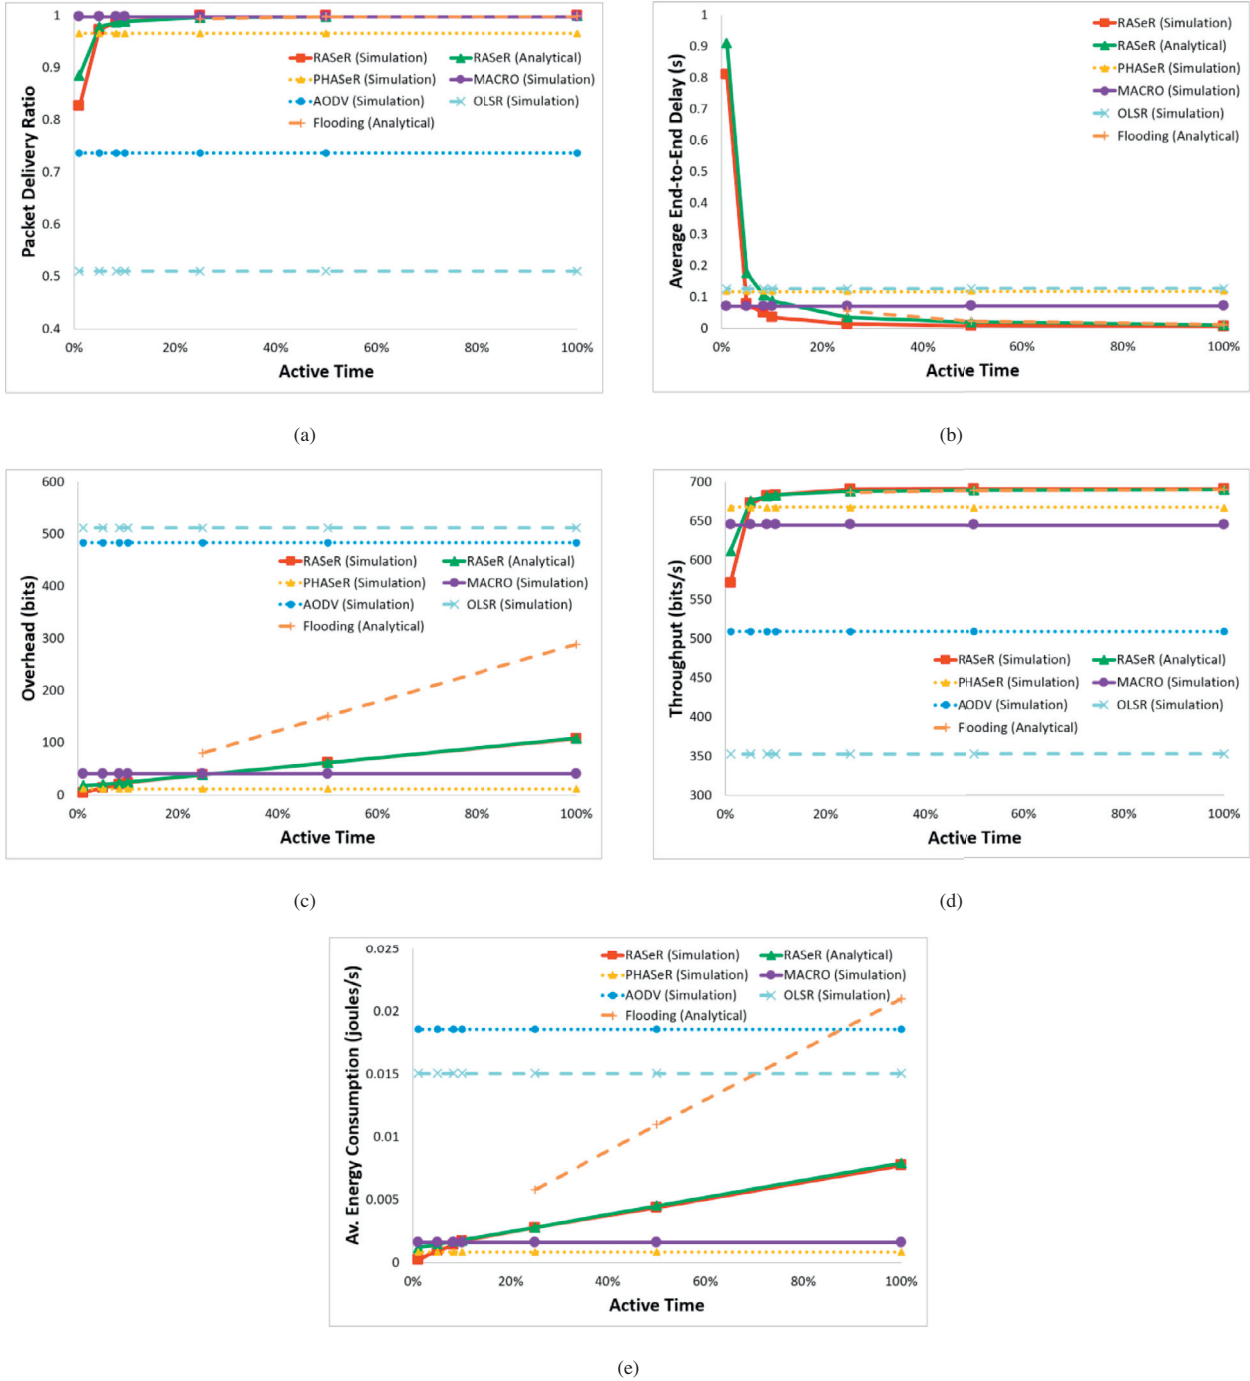 1
0.9
0.8
0.7
0.6
0.5
0.4
Packet Delivery Ratio
RASeR (Simulation) RASeR (Analytical)
PHASeR (Simulation) MACRO (Simulation)
AODV (Simulation) OLSR (Simulation)
Flooding (Analytical)
0% 20% 40% 60% 80% 100%
Active Time
(a)
1
0.9
0.8
0.7
0.6
0.5
0.4
0.3
0.2
0.1
0
Average End-to-End Delay (s)
RASeR (Simulation)
RASeR (Analytical)
PHASeR (Simulation)
MACRO (Simulation)
OLSR (Simulation)
Flooding (Analytical)
0% 20% 40% 60% 80% 100%
Active Time
(b)
600
500
400
300
200
100
0
Overhead (bits)
RASeR (Simulation) RASeR (Analytical)
PHASeR (Simulation) MACRO (Simulation)
AODV (Simulation) OLSR (Simulation)
Flooding (Analytical)
0% 20% 40% 60% 80% 100%
Active Time
(c)
700
650
600
550
500
450
400
350
300
Throughput (bits/s)
RASeR (Simulation) RASeR (Analytical)
PHASeR (Simulation) MACRO (Simulation)
AODV (Simulation) OLSR (Simulation)
Fooding (Analytical)
0% 20% 40% 60% 80% 100%
Active Time
(d)
0.025
0.02
0.015
0.01
0.005
0
Av. Energy Consumption (joules/s)
RASeR (Simulation) RASeR (Analytical)
PHASeR (Simulation) MACRO (Simulation)
AODV (Simulation) OLSR (Simulation)
Flooding (Analytical)
0% 20% 40% 60% 80% 100%
Active Time
(e)